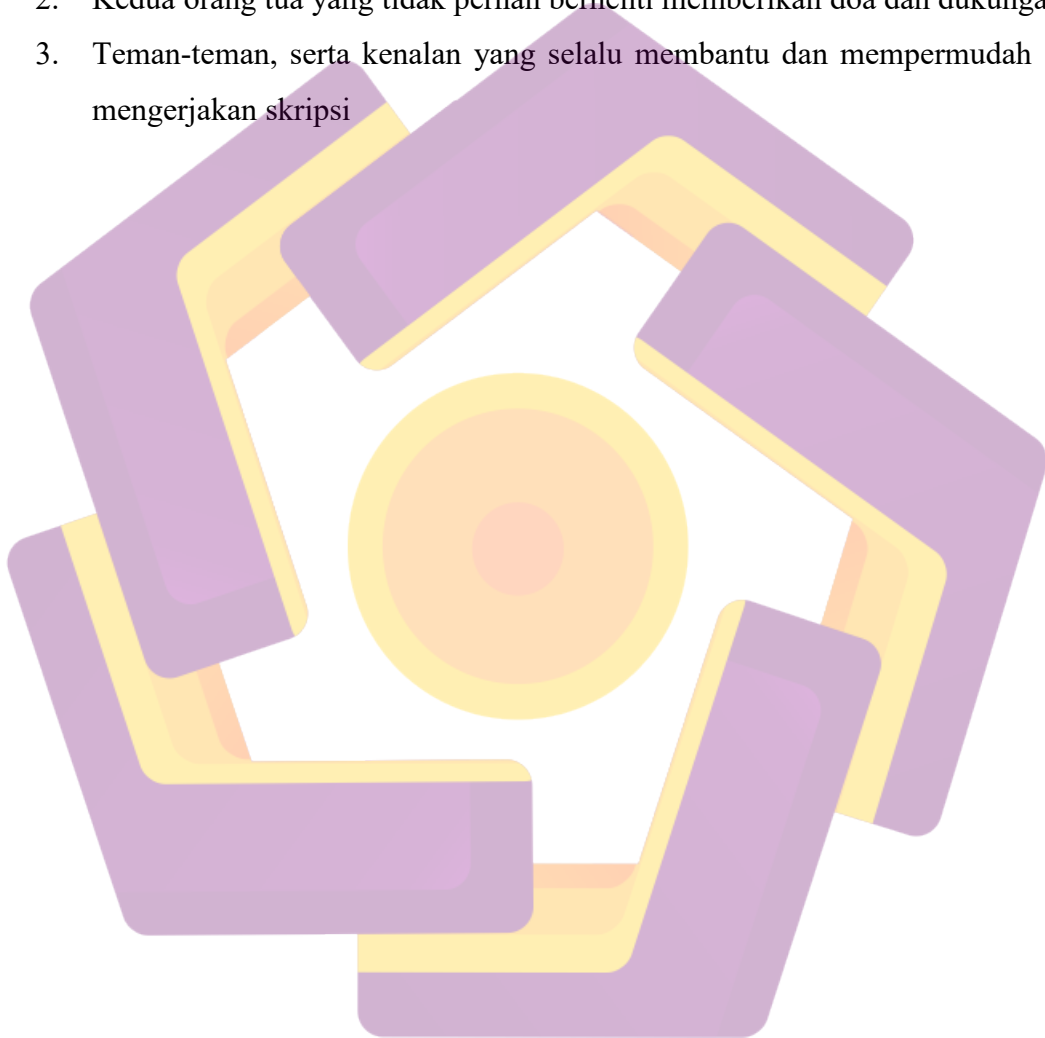 2. Kedua orang tua yang tidak pernah berhenti memberikan doa dan dukunga
3. Teman-teman, serta kenalan yang selalu membantu dan mempermudah
mengerjakan skripsi